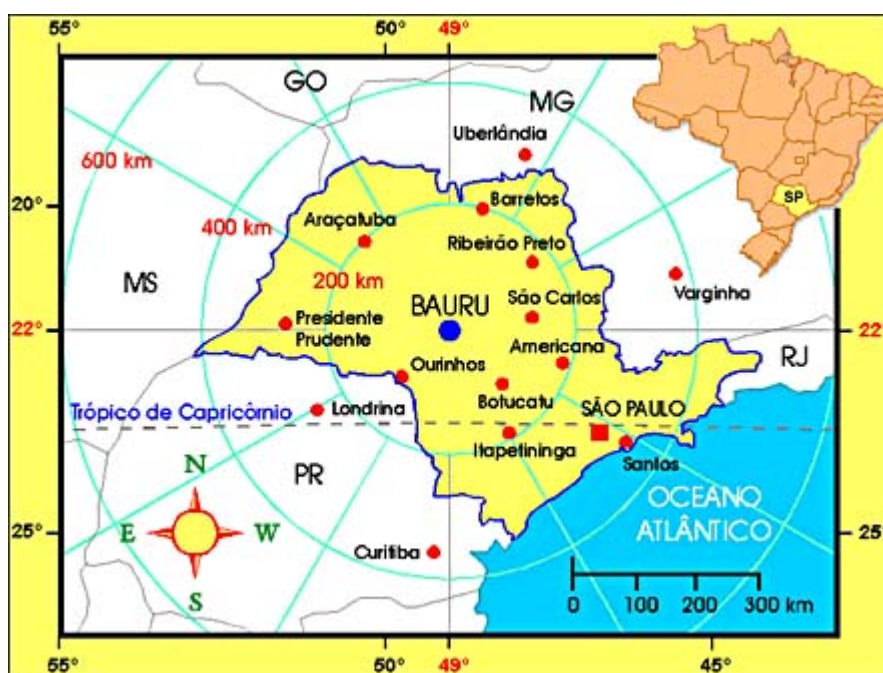 55°
50°
49°
GO
MG
Uberlândia
600 km
SP
20°
Araçatuba
Barretos
400 km
Ribeirão Preto
200 km
MS
BAURU
São Carlos
Varginha
Presidente
Prudente
22°
22°
Americana
RJ
Ourinhos
Botucatu
Trópico de Capricòrnio
Londrina
SÃO PAULO
Itapetininga
Santos
N
PR
OCEANO
ATLÂNTICO
E
W
25°
25°
Curitiba
S
0 100 200 300 km
55°
50°
49°
45°